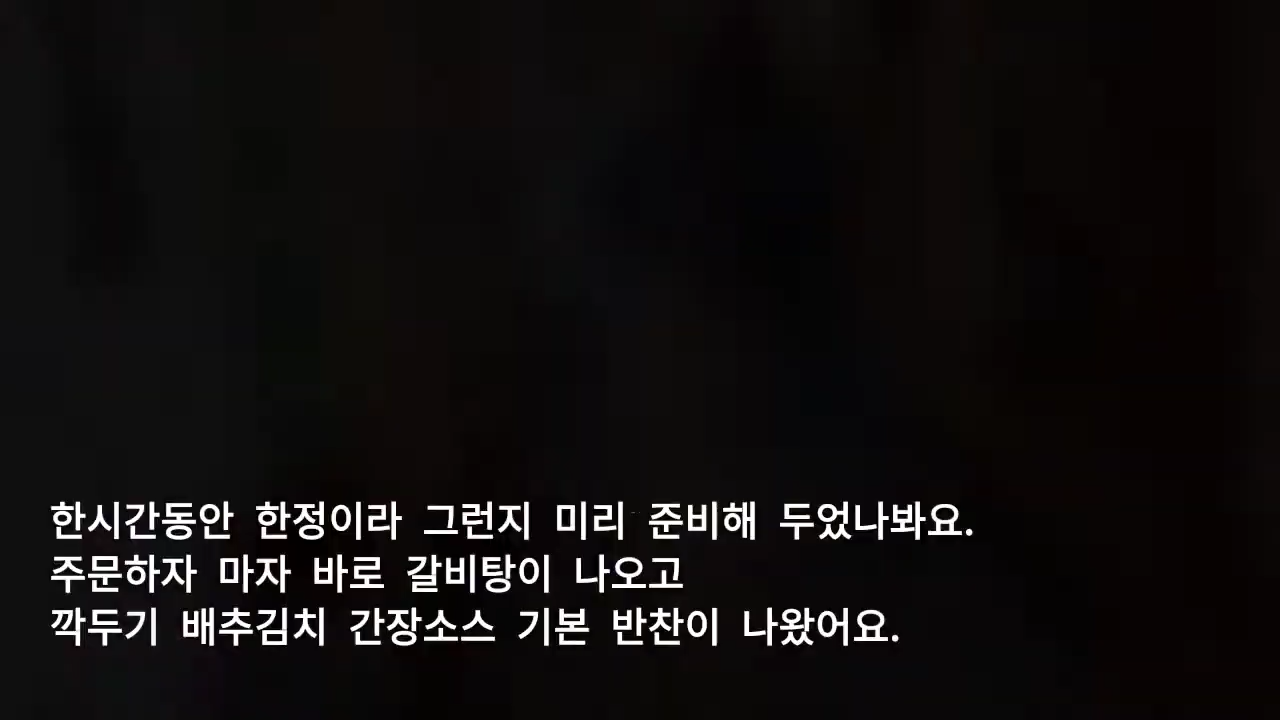 한시간동안 한정이라 그런지 미리 준비해 두었나봐요.
주문하자 마자 바로 갈비탕이 나오고
깍두기 배추김치 간장소스 기본 반찬이 나왔어요.